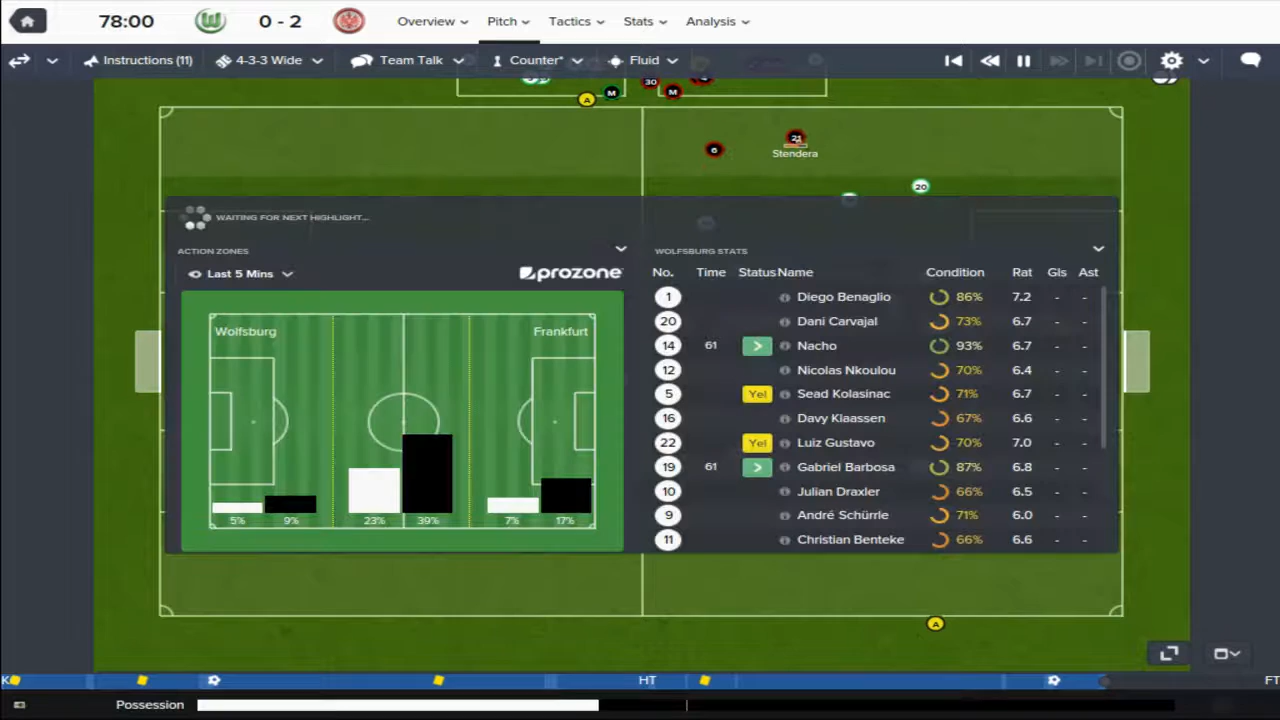 78:00 0 - 2 Overview Pitch Tactics Stats Analysis
Instructions (11) 4-3-3 Wide Team Talk Counter* Fluid
30
A M M
6 21
Stendera
20
WAITING FOR NEXT HIGHLIGHT...
ACTION ZONES
Last 5 Mins prozone
Wolfsburg Frankfurt
5% 9% 23% 39% 7% 17%
WOLFSBURG STATS
No. Time Status Name Condition Rat Gls Ast
1 Diego Benaglio 86% 7.2 - -
20 Dani Carvajal 73% 6.7 - -
14 61 > Nacho 93% 6.7 - -
12 Nicolas Nkoulou 70% 6.4 - -
5 Yel Sead Kolasinac 71% 6.7 - -
16 Davy Klaassen 67% 6.6 - -
22 Yel Luiz Gustavo 70% 7.0 - -
19 61 > Gabriel Barbosa 87% 6.8 - -
10 Julian Draxler 66% 6.5 - -
9 André Schürrle 71% 6.0 - -
11 Christian Benteke 66% 6.6 - -
A
HT FT
Possession